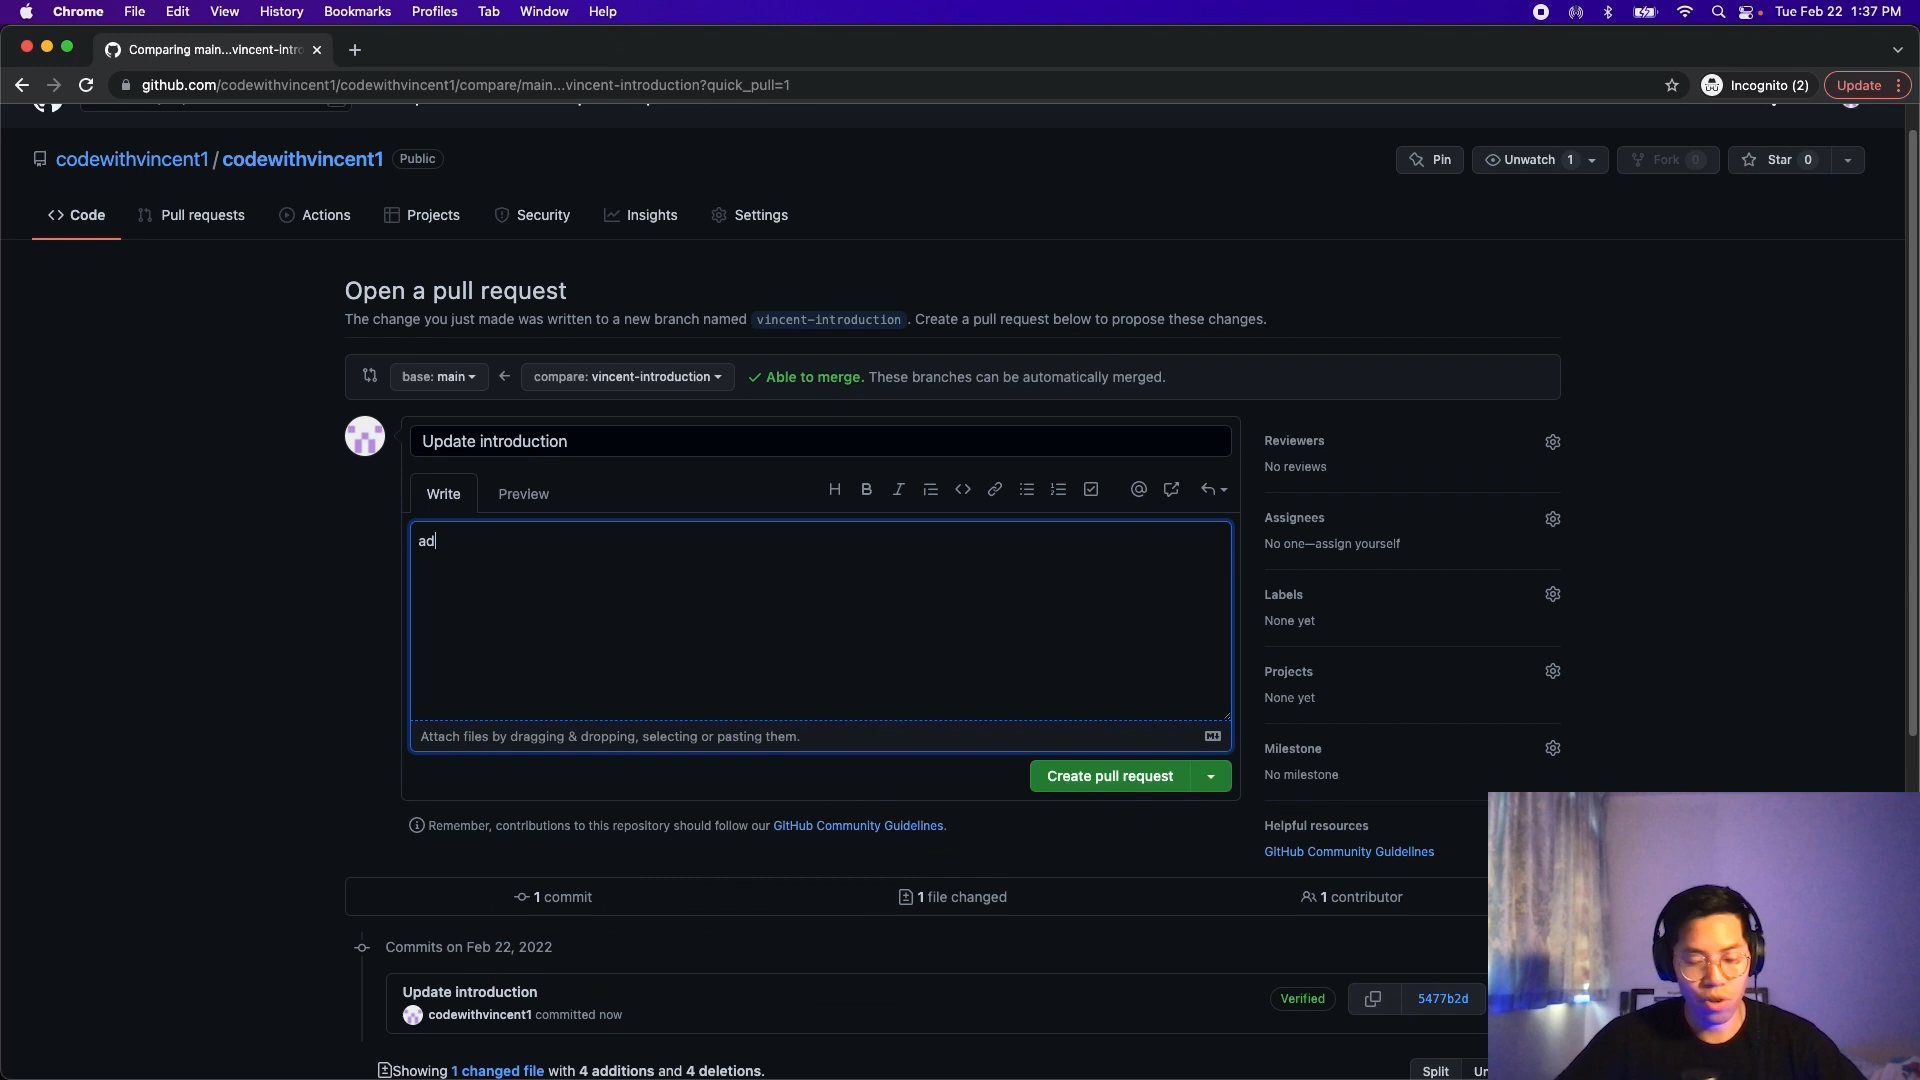 Chrome File Edit View History Bookmarks Profiles Tab Window Help Tue Feb 22 1:37 PM
Comparing main...vincent-intro
github.com/codewithvincent1/codewithvincent1/compare/main...vincent-introduction?quick_pull=1 Incognito (2) Update
codewithvincent1 / codewithvincent1 Public Pin Unwatch 1 Fork 0 Star 0
Code Pull requests Actions Projects Security Insights Settings
Open a pull request
The change you just made was written to a new branch named vincent-introduction . Create a pull request below to propose these changes.
base: main compare: vincent-introduction Able to merge. These branches can be automatically merged.
Update introduction
Write Preview
ad
Attach files by dragging & dropping, selecting or pasting them.
Create pull request
Remember, contributions to this repository should follow our GitHub Community Guidelines.
Reviewers
No reviews
Assignees
No one—assign yourself
Labels
None yet
Projects
None yet
Milestone
No milestone
Helpful resources
GitHub Community Guidelines
1 commit 1 file changed 1 contributor
Commits on Feb 22, 2022
Update introduction
codewithvincent1 committed now
Verified 5477b2d
Showing 1 changed file with 4 additions and 4 deletions.
Split